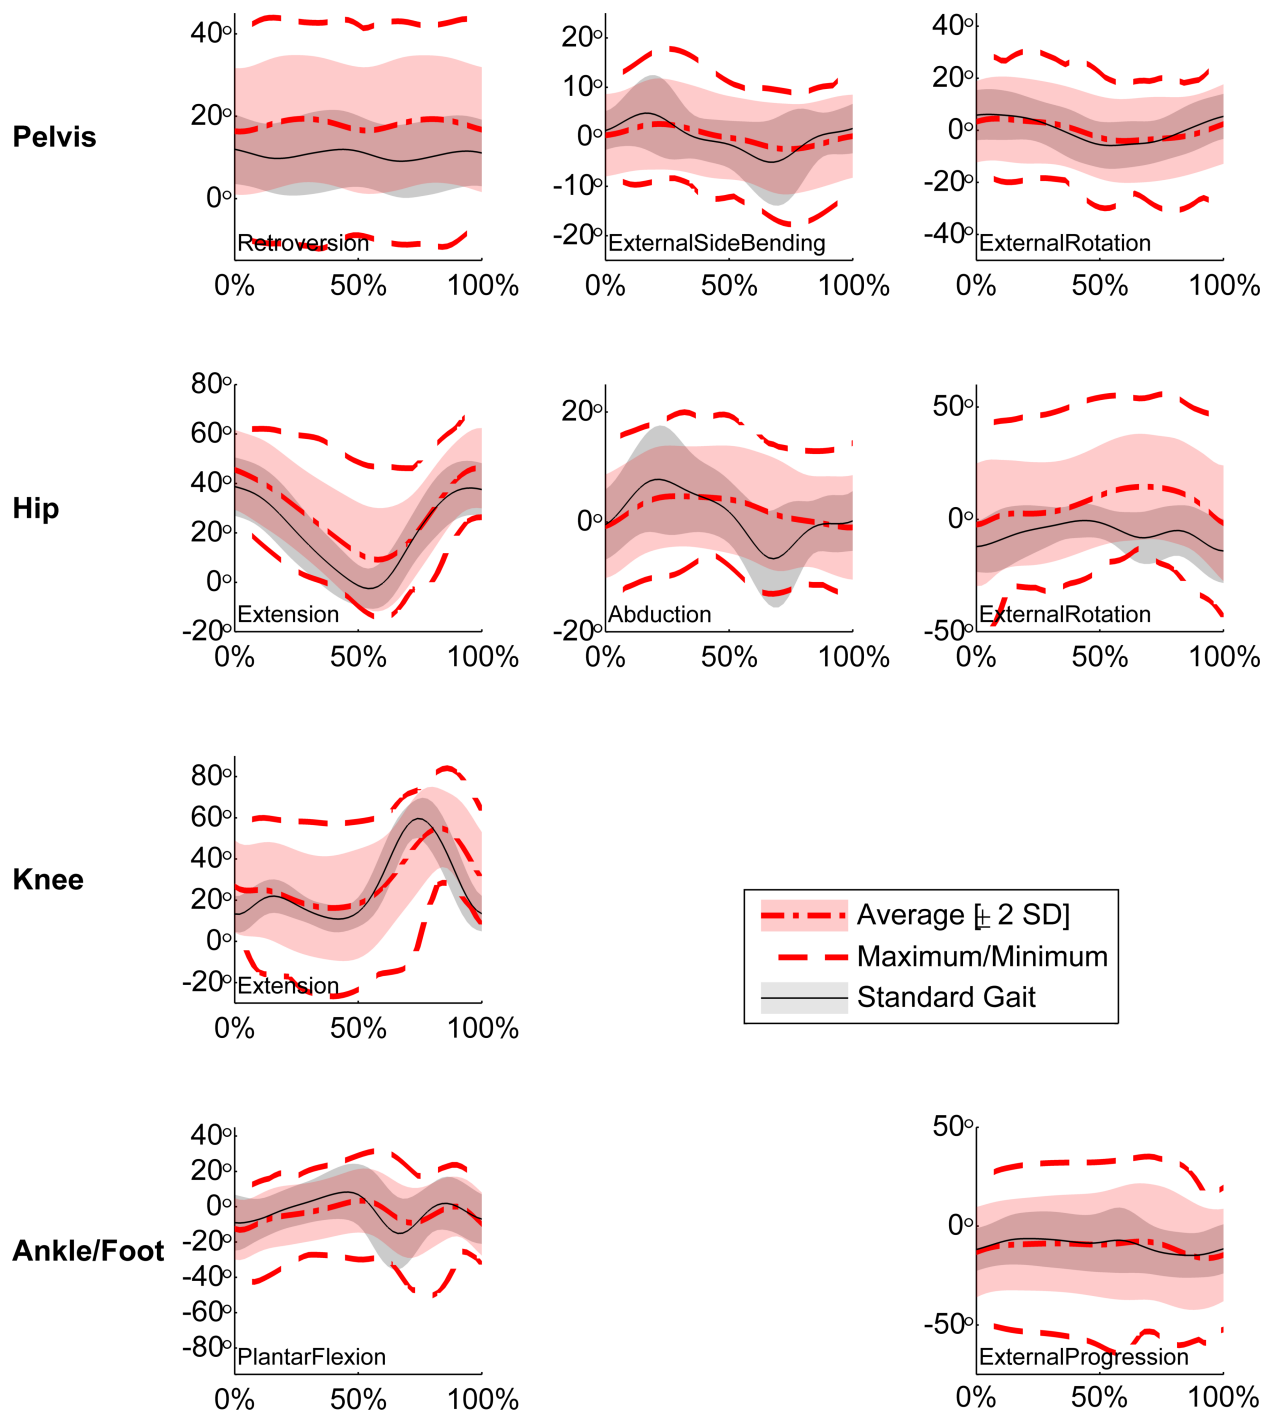 Pelvis
40°
20°
0°
Retroversion
0% 50% 100%
20°
10°
0°
-10°
-20°
ExternalSideBending
0% 50% 100%
40°
20°
0°
-20°
-40°
ExternalRotation
0% 50% 100%
Hip
80°
60°
40°
20°
0°
-20°
Extension
0% 50% 100%
20°
0°
-20°
Abduction
0% 50% 100%
50°
0°
-50°
ExternalRotation
0% 50% 100%
Knee
80°
60°
40°
20°
0°
-20°
Extension
0% 50% 100%
Average [± 2 SD]
Maximum/Minimum
Standard Gait
Ankle/Foot
40°
20°
0°
-20°
-40°
-60°
-80°
PlantarFlexion
0% 50% 100%
50°
0°
-50°
ExternalProgression
0% 50% 100%